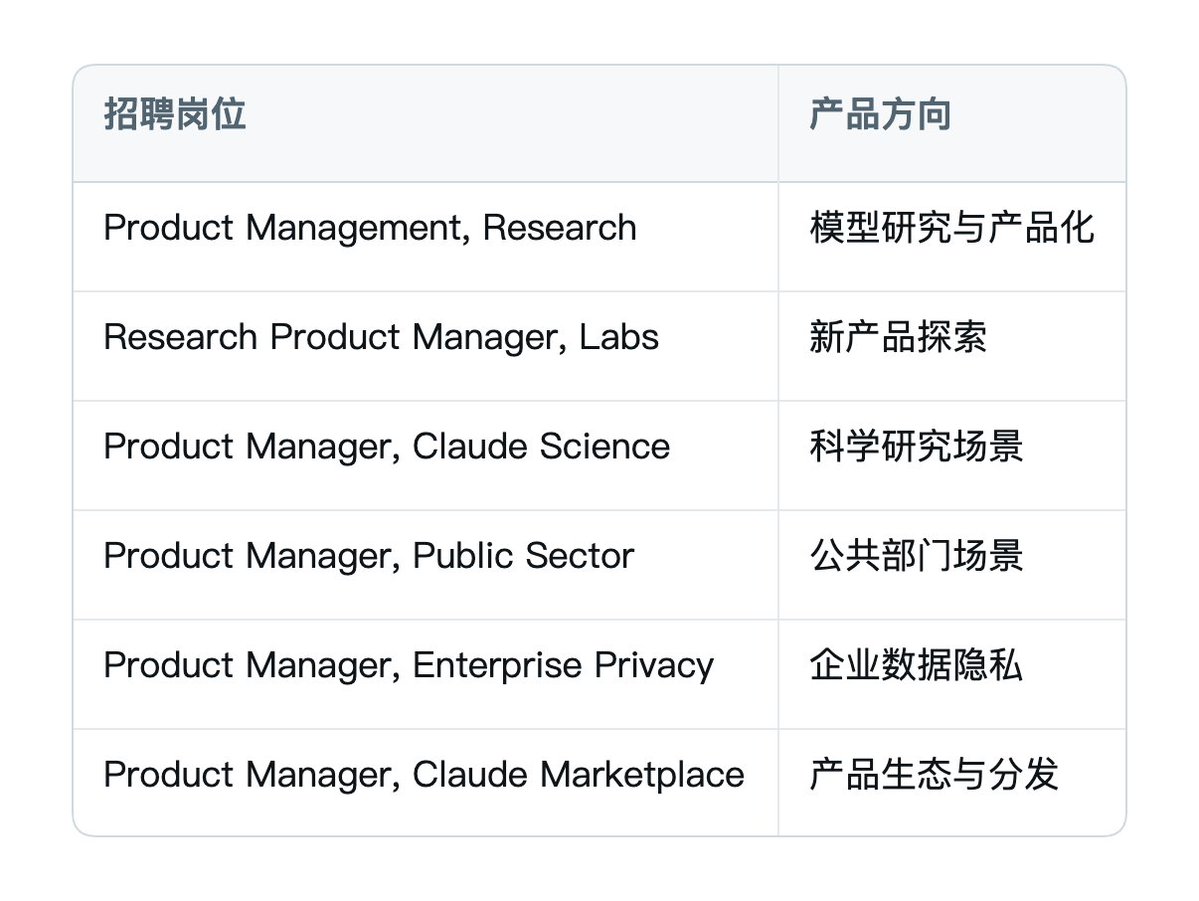 招聘岗位 产品方向
Product Management, Research 模型研究与产品化
Research Product Manager, Labs 新产品探索
Product Manager, Claude Science 科学研究场景
Product Manager, Public Sector 公共部门场景
Product Manager, Enterprise Privacy 企业数据隐私
Product Manager, Claude Marketplace 产品生态与分发